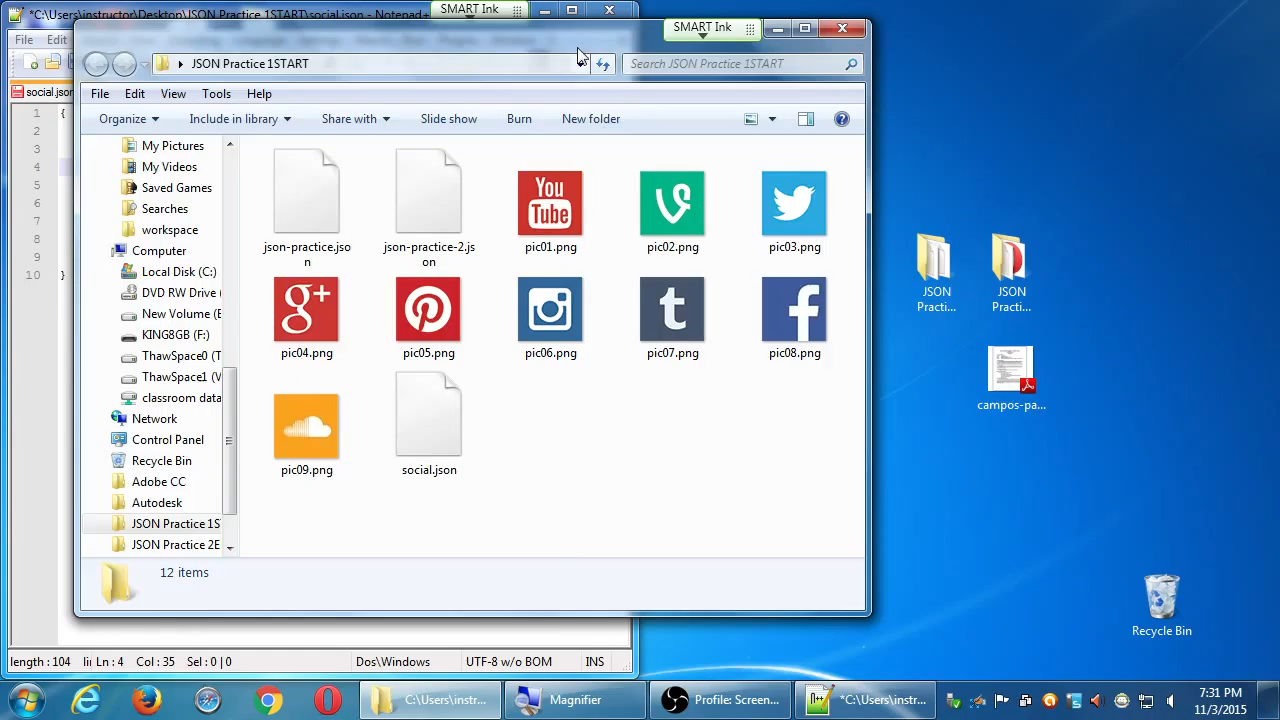 *C:\Users\instructor\Desktop\JSON Practice 1START\social.json - Notepad+
SMART Ink
File Edit
SMART Ink
JSON Practice 1START
Search JSON Practice 1START
social.json
File Edit View Tools Help
Organize Include in library Share with Slide show Burn New folder
1 {
2
3
4
5
6
7
8
9
10 }
My Pictures
My Videos
Saved Games
Searches
workspace
Computer
Local Disk (C:)
DVD RW Drive (
New Volume (E
KING8GB (F:)
ThawSpace0 (T
ThawSpace1 (V
classroom data
Network
Control Panel
Recycle Bin
Adobe CC
Autodesk
JSON Practice 1S
JSON Practice 2E
json-practice.jso
n
json-practice-2.js
on
You
Tube
pic01.png
pic02.png
pic03.png
g+
pic04.png
pic05.png
pic06.png
t
pic07.png
f
pic08.png
pic09.png
social.json
12 items
JSON
Practi...
JSON
Practi...
campos-pa...
Recycle Bin
length : 104 Ln : 4 Col : 35 Sel : 0 | 0 Dos\Windows UTF-8 w/o BOM INS
C:\Users\instr...
Magnifier
Profile: Screen...
*C:\Users\instr...
7:31 PM
11/3/2015